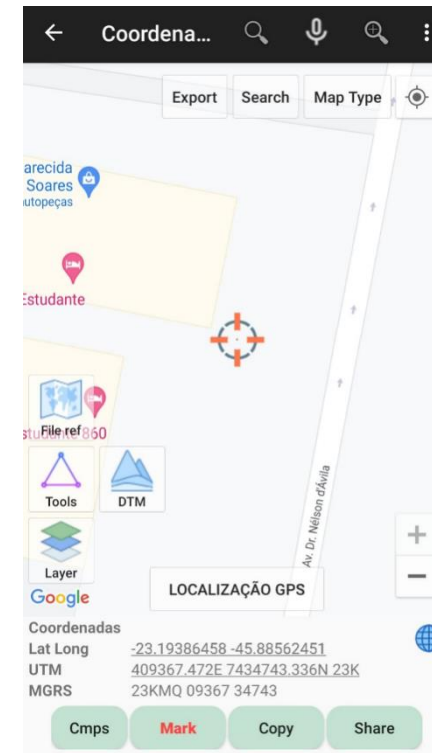 Coordena...
Export Search Map Type
arecida
Soares
autopeças
Estudante
File ref
860
Tools DTM
Av. Dr. Nélson d'Ávila
Layer
LOCALIZAÇÃO GPS
Google
Coordenadas
Lat Long -23.19386458 -45.88562451
UTM 409367.472E 7434743.336N 23K
MGRS 23KMQ 09367 34743
Cmps Mark Copy Share